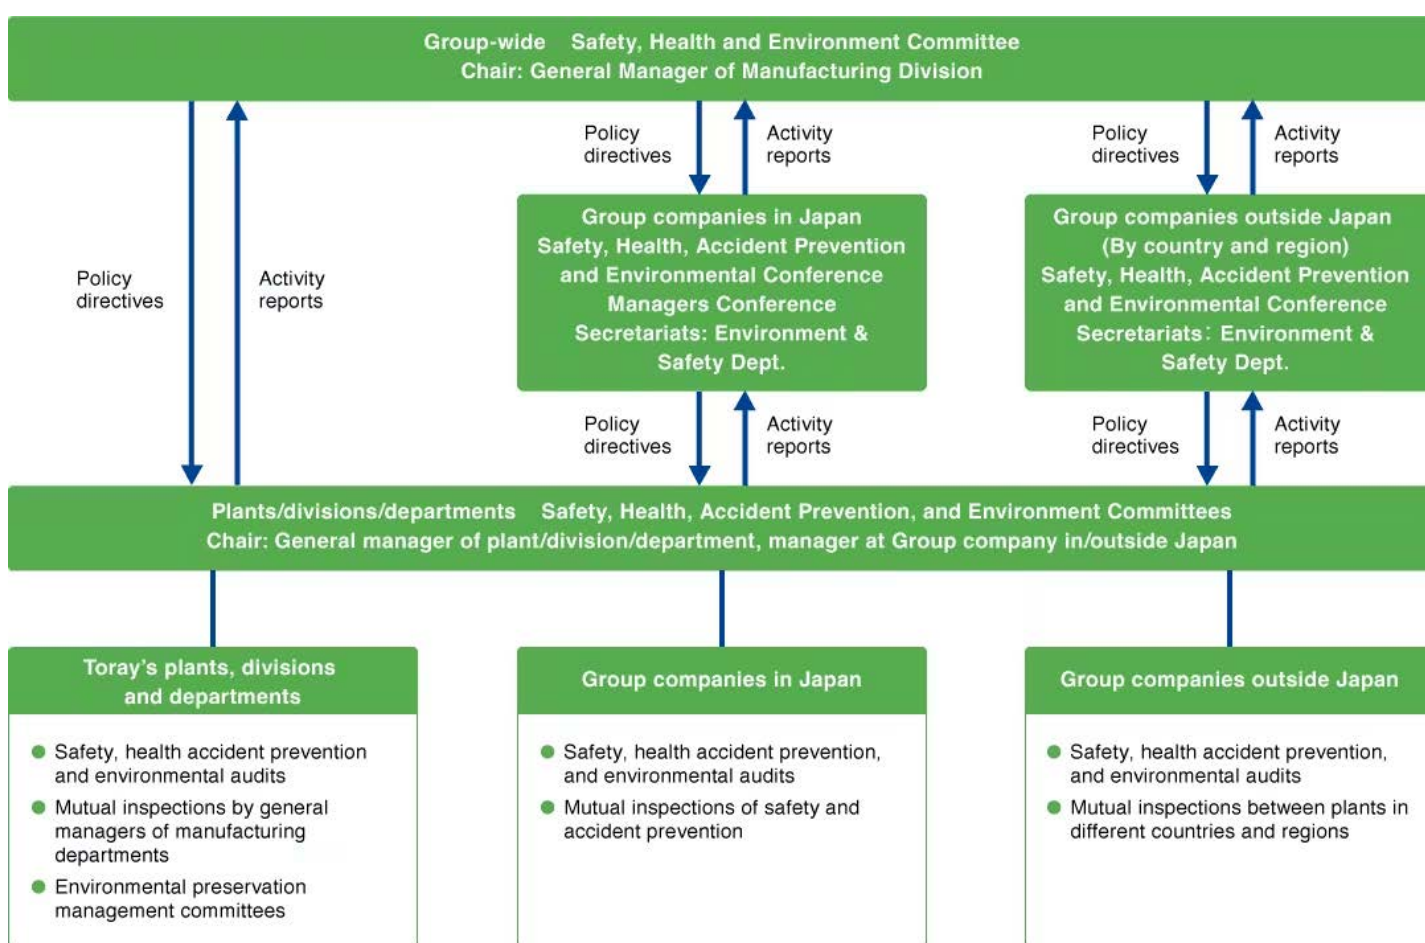 Group-wide Safety, Health and Environment Committee
Chair: General Manager of Manufacturing Division
Policy
directives
Activity
reports
Policy
directives
Activity
reports
Policy
directives
Activity
reports
Group companies in Japan
Safety, Health, Accident Prevention
and Environmental Conference
Managers Conference
Secretariats: Environment &
Safety Dept.
Group companies outside Japan
(By country and region)
Safety, Health, Accident Prevention
and Environmental Conference
Secretariats: Environment &
Safety Dept.
Policy
directives
Activity
reports
Policy
directives
Activity
reports
Plants/divisions/departments Safety, Health, Accident Prevention, and Environment Committees
Chair: General manager of plant/division/department, manager at Group company in/outside Japan
Toray's plants, divisions
and departments
Safety, health accident prevention
and environmental audits
Mutual inspections by general
managers of manufacturing
departments
Environmental preservation
management committees
Group companies in Japan
Safety, health accident prevention,
and environmental audits
Mutual inspections of safety and
accident prevention
Group companies outside Japan
Safety, health accident prevention,
and environmental audits
Mutual inspections between plants in
different countries and regions